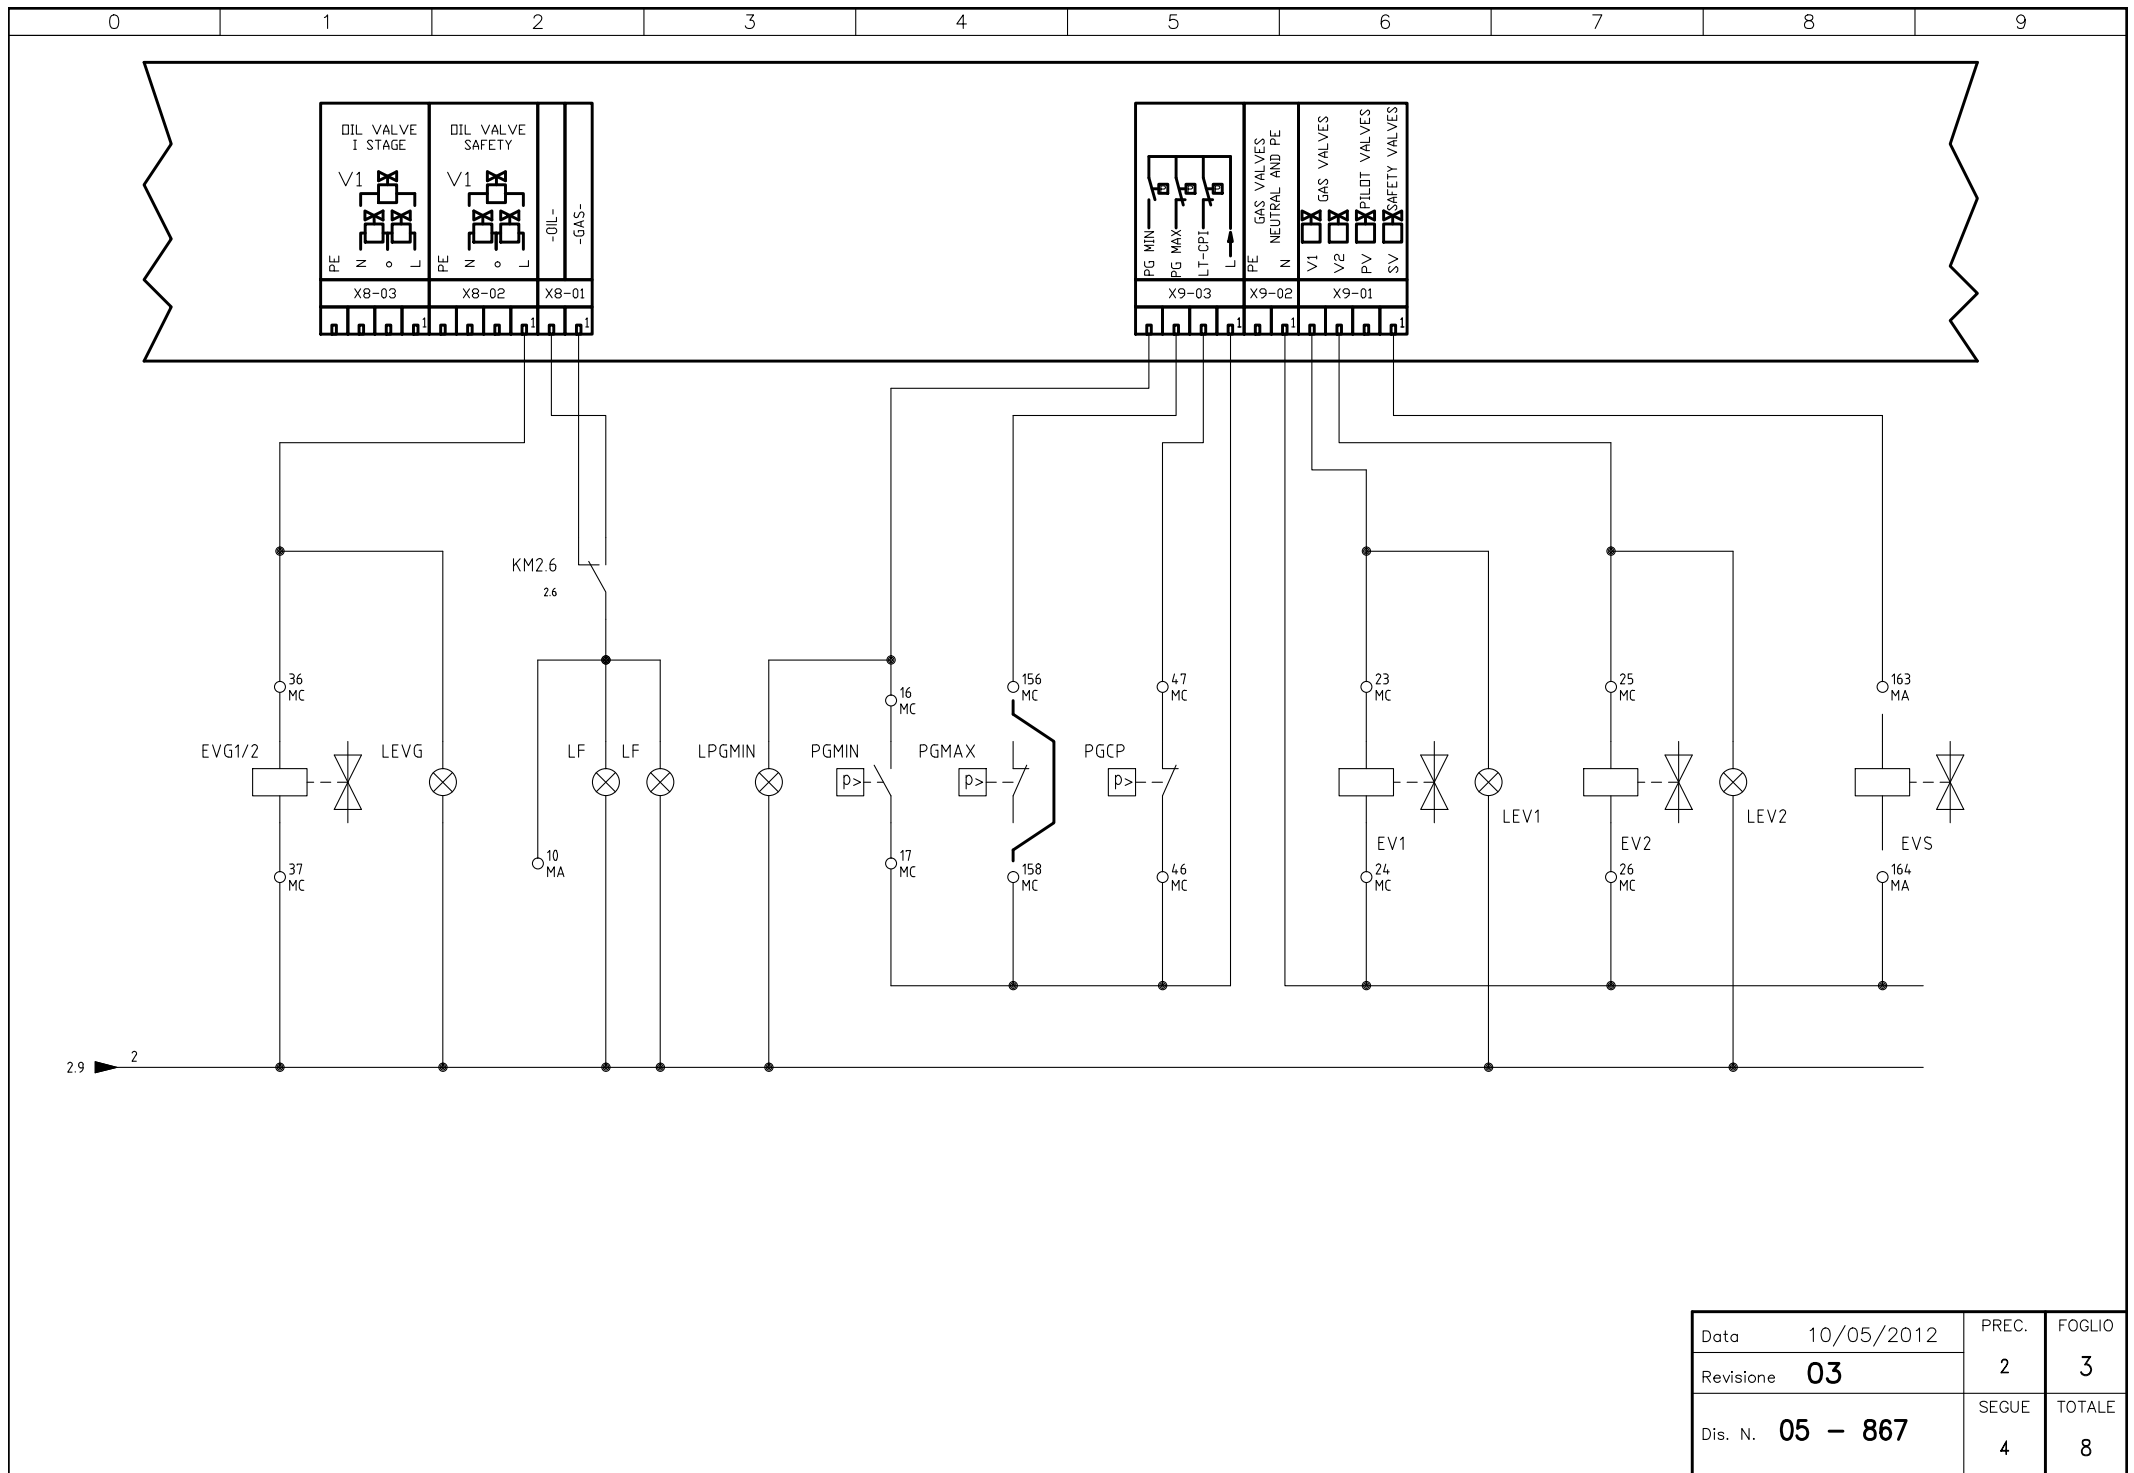 0 1 2 3 4 5 6 7 8 9
OIL VALVE
I STAGE
V1
PE N o L
X8-03
1
OIL VALVE
SAFETY
V1
PE N o L
X8-02
1
-OIL-
-GAS-
X8-01
1
PG MIN
PG MAX
LT-CPI
L
X9-03
1
GAS VALVES
NEUTRAL AND PE
PE N
X9-02
1
GAS VALVES
PILOT VALVES
SAFETY VALVES
V1 V2 PV SV
X9-01
1
KM2.6
2.6
36
MC
16
MC
156
MC
47
MC
23
MC
25
MC
163
MA
EVG1/2
LEVG
LF
LF
LPGMIN
PGMIN
PGMAX
PGCP
p>
p>
p>
LEV1
LEV2
EV1
EV2
EVS
37
MC
10
MA
17
MC
158
MC
46
MC
24
MC
26
MC
164
MA
2.9
2
Data 10/05/2012
PREC.
2
FOGLIO
3
Revisione 03
Dis. N. 05 - 867
SEGUE
4
TOTALE
8